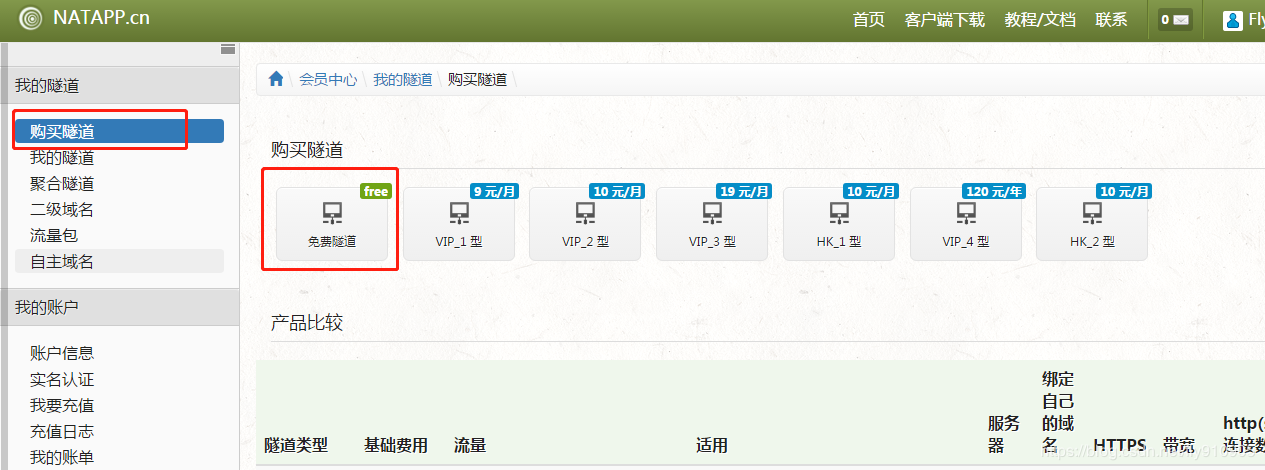 NATAPP.cn
首页 客户端下载 教程/文档 联系 0 Fly
我的隧道
购买隧道
我的隧道
聚合隧道
二级域名
流量包
自主域名
我的账户
账户信息
实名认证
我要充值
充值日志
我的账单
会员中心 我的隧道 购买隧道
购买隧道
free
免费隧道
9 元/月
VIP_1 型
10 元/月
VIP_2 型
19 元/月
VIP_3 型
10 元/月
HK_1 型
120 元/年
VIP_4 型
10 元/月
HK_2 型
产品比较
隧道类型
基础费用
流量
适用
服务
器
绑定
自己
的域
名
HTTPS
带宽
http(
连接数